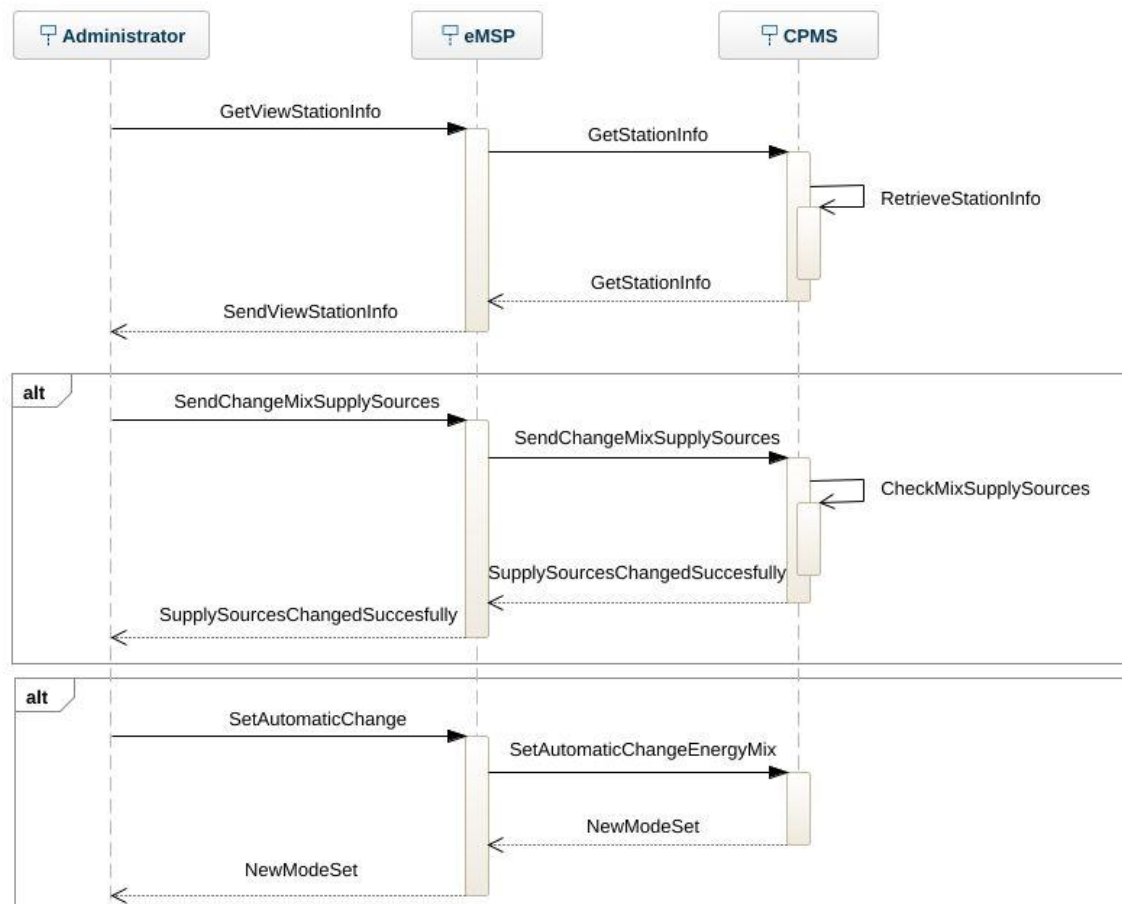 Administrator
eMSP
CPMS
GetViewStationInfo
GetStationInfo
RetrieveStationInfo
GetStationInfo
SendViewStationInfo
alt
SendChangeMixSupplySources
SendChangeMixSupplySources
CheckMixSupplySources
SupplySourcesChangedSuccesfully
SupplySourcesChangedSuccesfully
alt
SetAutomaticChange
SetAutomaticChangeEnergyMix
NewModeSet
NewModeSet